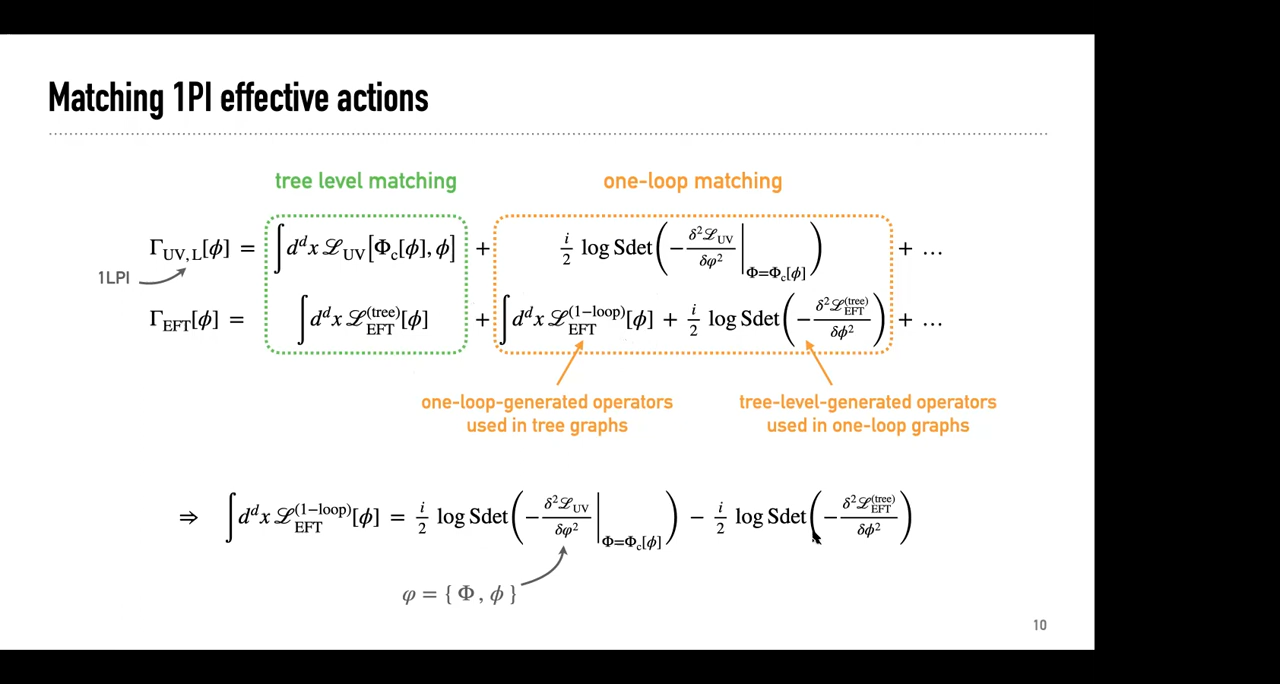 Matching 1PI effective actions
tree level matching one-loop matching
Γ_UV,L[ϕ] = ∫d^dx ℒ_UV[Φ_c[ϕ], ϕ] + i/2 log Sdet(−δ²ℒ_UV/δφ² |_Φ=Φ_c[ϕ]) + …
1LPI
Γ_EFT[ϕ] = ∫d^dx ℒ_EFT^(tree)[ϕ] + ∫d^dx ℒ_EFT^(1−loop)[ϕ] + i/2 log Sdet(−δ²ℒ_EFT^(tree)/δϕ²) + …
one-loop-generated operators
used in tree graphs
tree-level-generated operators
used in one-loop graphs
⇒ ∫d^dx ℒ_EFT^(1−loop)[ϕ] = i/2 log Sdet(−δ²ℒ_UV/δφ² |_Φ=Φ_c[ϕ]) − i/2 log Sdet(−δ²ℒ_EFT^(tree)/δϕ²)
φ = { Φ , ϕ }
10